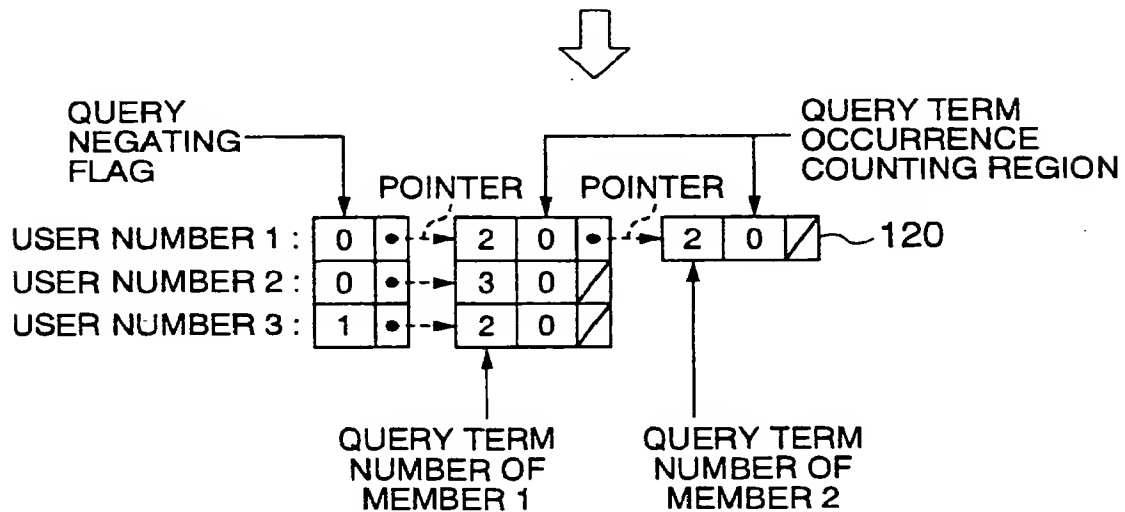 QUERY
NEGATING
FLAG
QUERY TERM
OCCURRENCE
COUNTING REGION
POINTER POINTER
USER NUMBER 1 : 0 2 0 2 0 120
USER NUMBER 2 : 0 3 0
USER NUMBER 3 : 1 2 0
QUERY TERM
NUMBER OF
MEMBER 1
QUERY TERM
NUMBER OF
MEMBER 2